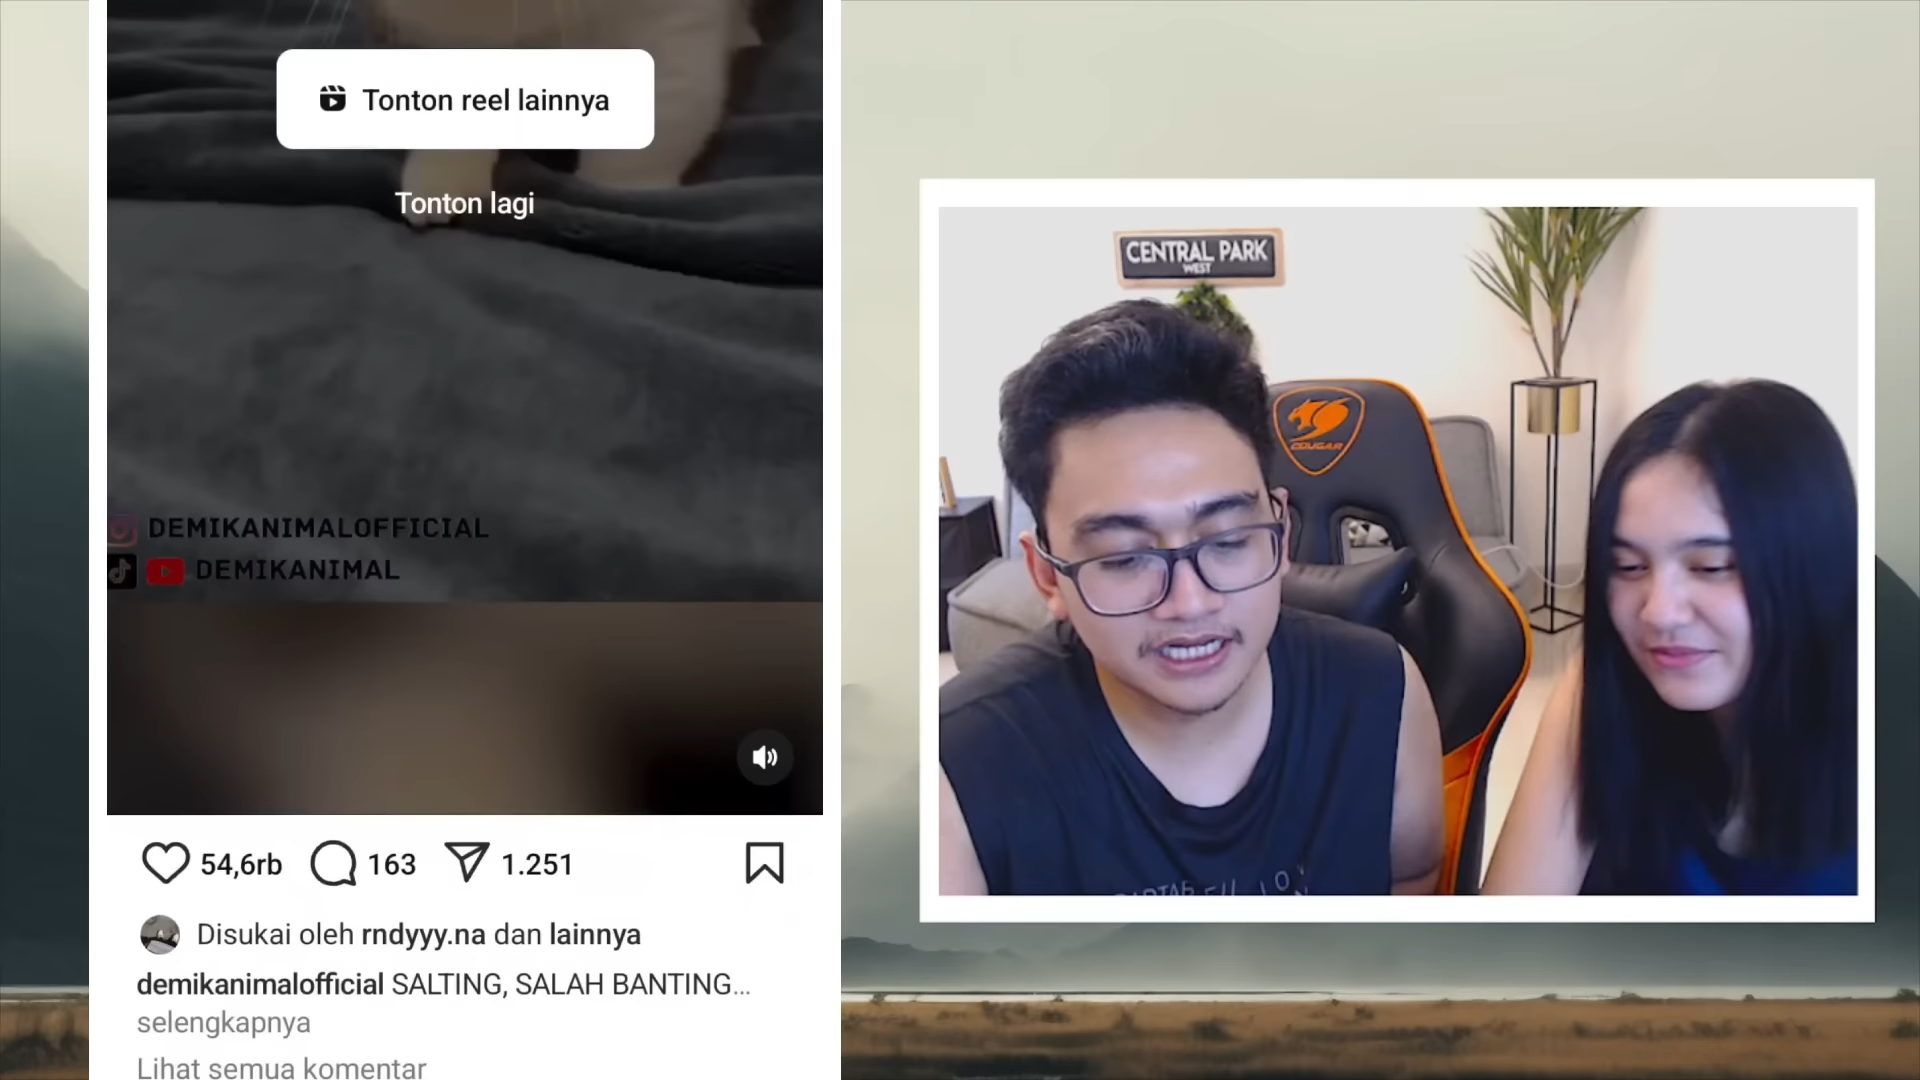 Tonton reel lainnya
Tonton lagi
DEMIKANIMALOFFICIAL
DEMIKANIMAL
54,6rb 163 1.251
Disukai oleh rndyyy.na dan lainnya
demikanimalofficial SALTING, SALAH BANTING...
selengkapnya
Lihat semua komentar
CENTRAL PARK
WEST
COUGAR